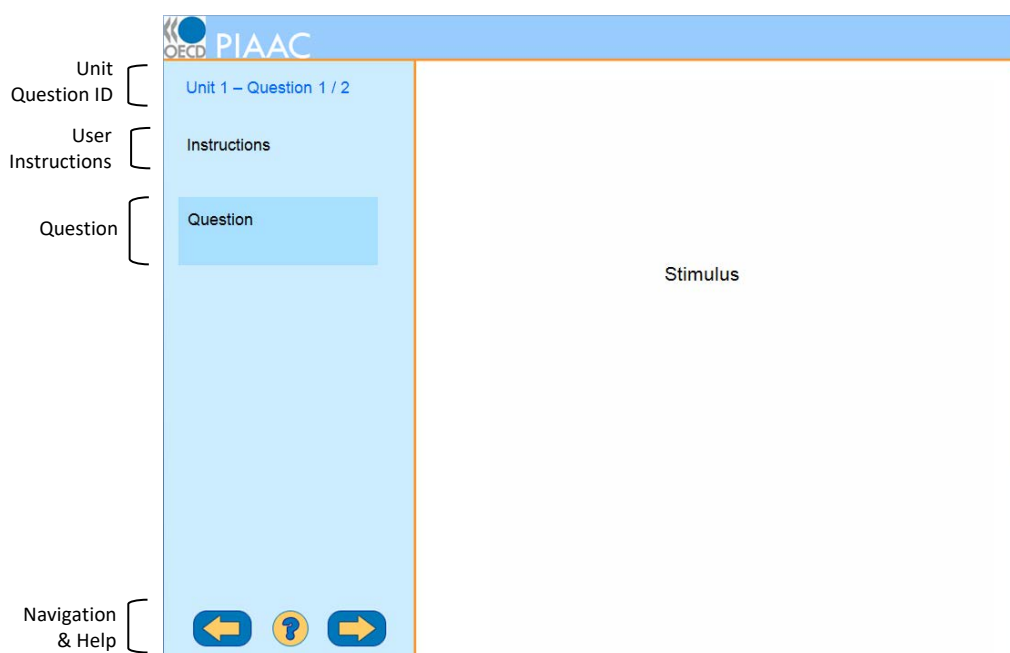 OECD PIAAC
Unit
Question ID
Unit 1 – Question 1 / 2
User
Instructions
Instructions
Question
Question
Stimulus
Navigation
& Help
?